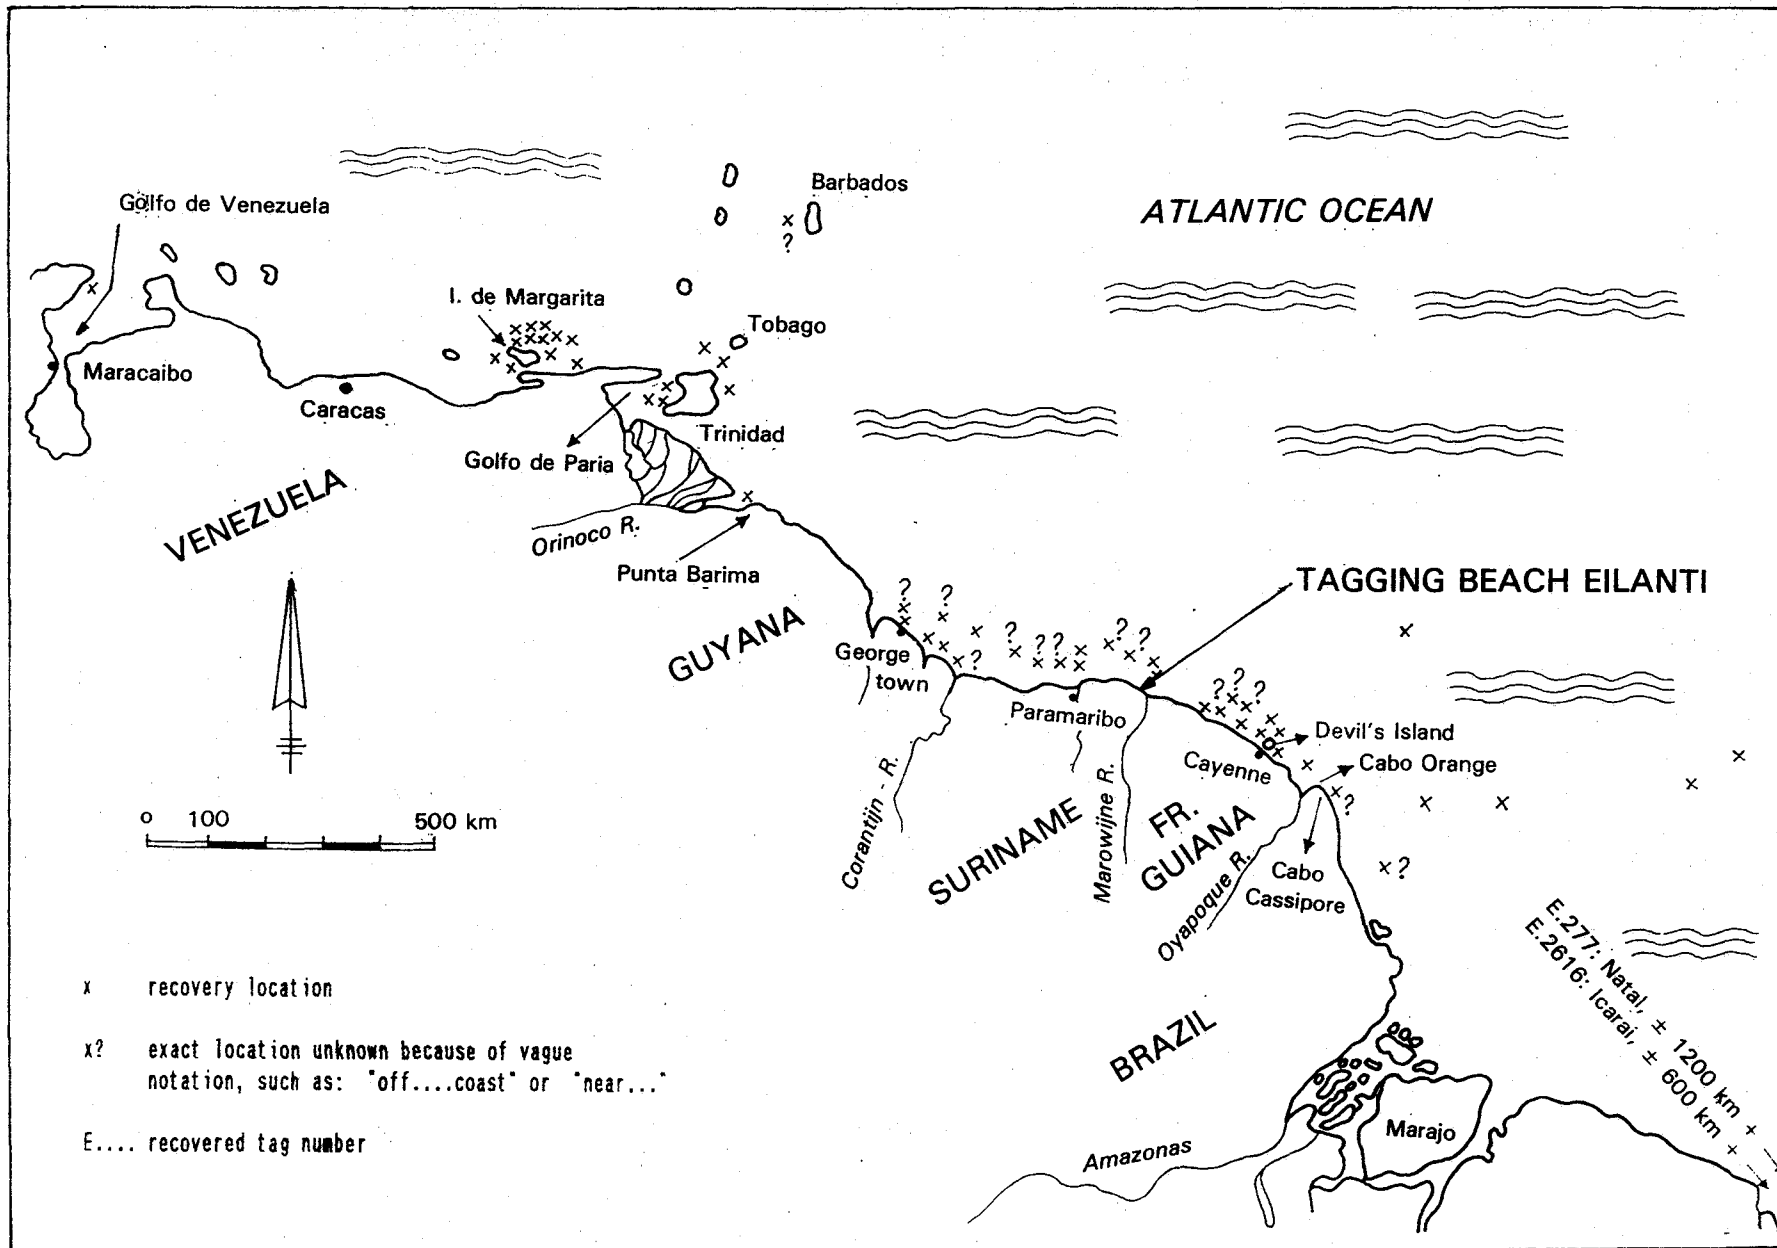 Barbados
ATLANTIC OCEAN
Golfo de Venezuela
I. de Margarita
Tobago
Maracaibo
Caracas
Trinidad
Golfo de Paria
VENEZUELA
Orinoco R.
Punta Barima
TAGGING BEACH EILANTI
GUYANA
George
town
Paramaribo
Devil's Island
Cayenne
Cabo Orange
o 100 500 km
Corantijn - R.
SURINAME
Marowijne R.
FR.
GUIANA
Oyapoque R.
Cabo
Cassipore
E.277: Natal, ± 1200 km x
E.2616: Icarai, ± 600 km x
BRAZIL
Marajo
Amazonas
x recovery location
x? exact location unknown because of vague
notation, such as: "off....coast" or "near..."
E.... recovered tag number